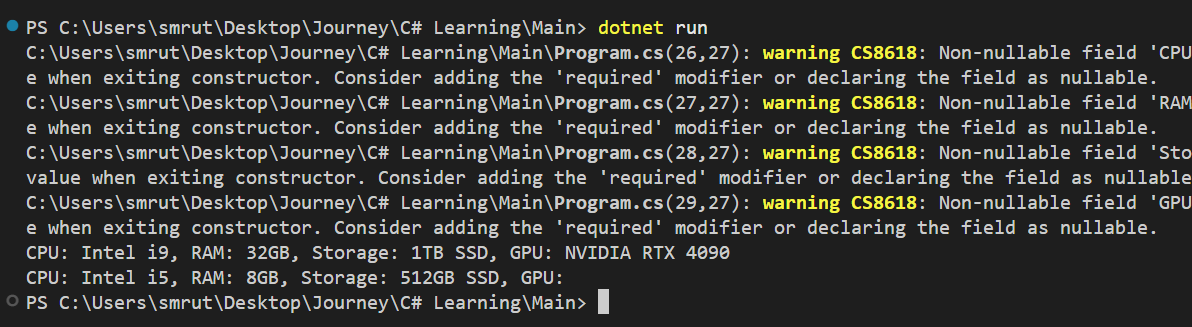 PS C:\Users\smrut\Desktop\Journey\C# Learning\Main> dotnet run
C:\Users\smrut\Desktop\Journey\C# Learning\Main\Program.cs(26,27): warning CS8618: Non-nullable field 'CPU
e when exiting constructor. Consider adding the 'required' modifier or declaring the field as nullable.
C:\Users\smrut\Desktop\Journey\C# Learning\Main\Program.cs(27,27): warning CS8618: Non-nullable field 'RAM
e when exiting constructor. Consider adding the 'required' modifier or declaring the field as nullable.
C:\Users\smrut\Desktop\Journey\C# Learning\Main\Program.cs(28,27): warning CS8618: Non-nullable field 'Sto
value when exiting constructor. Consider adding the 'required' modifier or declaring the field as nullable
C:\Users\smrut\Desktop\Journey\C# Learning\Main\Program.cs(29,27): warning CS8618: Non-nullable field 'GPU
e when exiting constructor. Consider adding the 'required' modifier or declaring the field as nullable.
CPU: Intel i9, RAM: 32GB, Storage: 1TB SSD, GPU: NVIDIA RTX 4090
CPU: Intel i5, RAM: 8GB, Storage: 512GB SSD, GPU:
PS C:\Users\smrut\Desktop\Journey\C# Learning\Main>